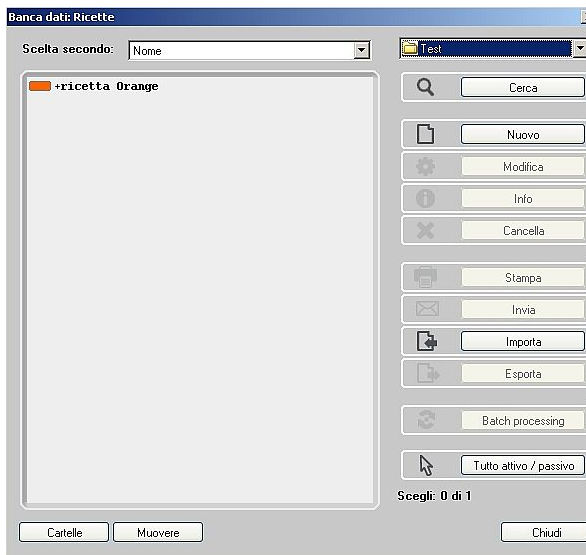 Banca dati: Ricette
Scelta secondo: Nome Test
+ricetta Orange
Cerca
Nuovo
Modifica
Info
Cancella
Stampa
Invia
Importa
Esporta
Batch processing
Tutto attivo / passivo
Scegli: 0 di 1
Cartelle Muovere Chiudi